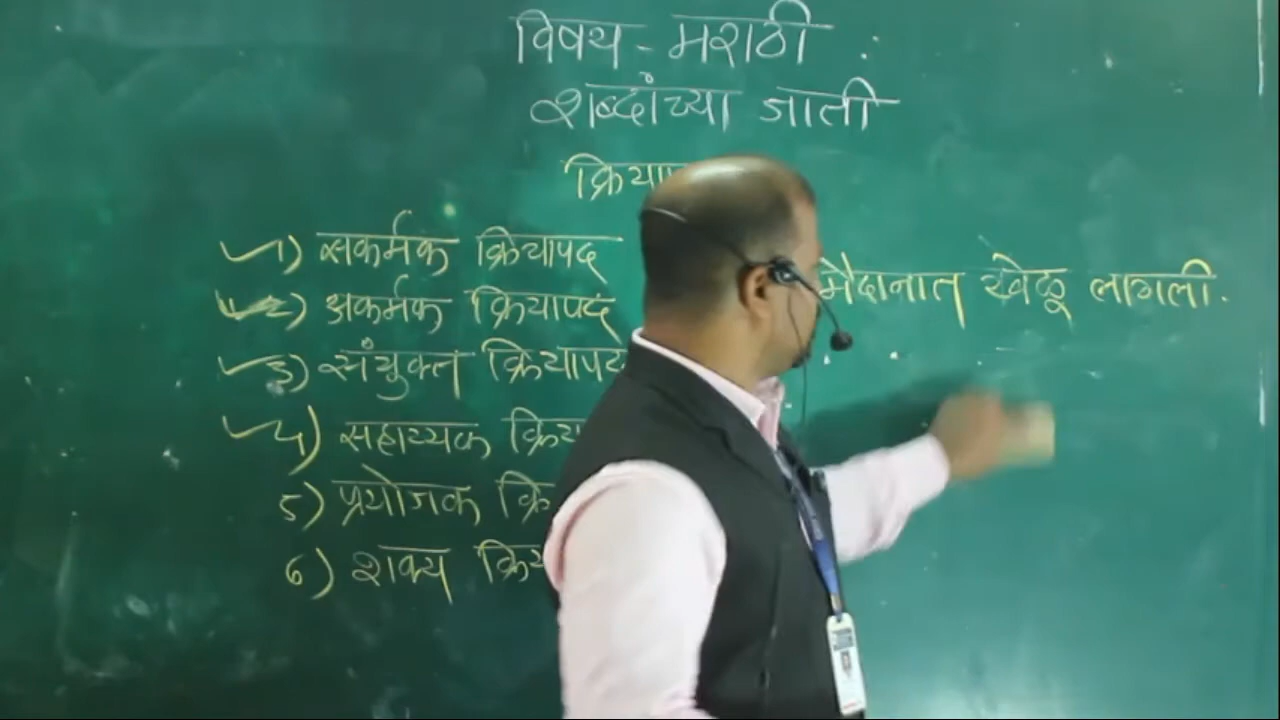 विषय - मराठी
शब्दांच्या जाती
क्रियाप
1) सकर्मक क्रियापद
2) अकर्मक क्रियापद
3) संयुक्त क्रियापद
4) सहाय्यक क्रिया
5) प्रयोजक क्रि
6) शक्य क्रिय
मैदानात खेळू लागली.